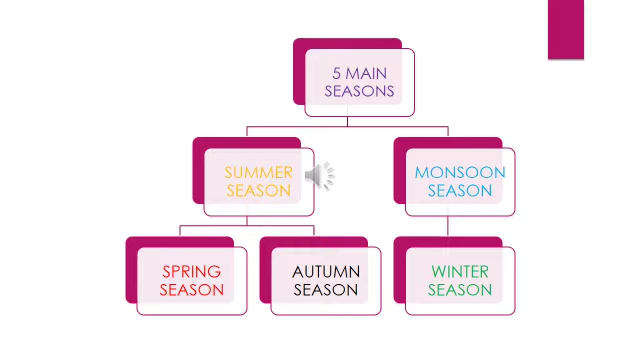 5 MAIN
SEASONS
SUMMER
SEASON
MONSOON
SEASON
SPRING
SEASON
AUTUMN
SEASON
WINTER
SEASON